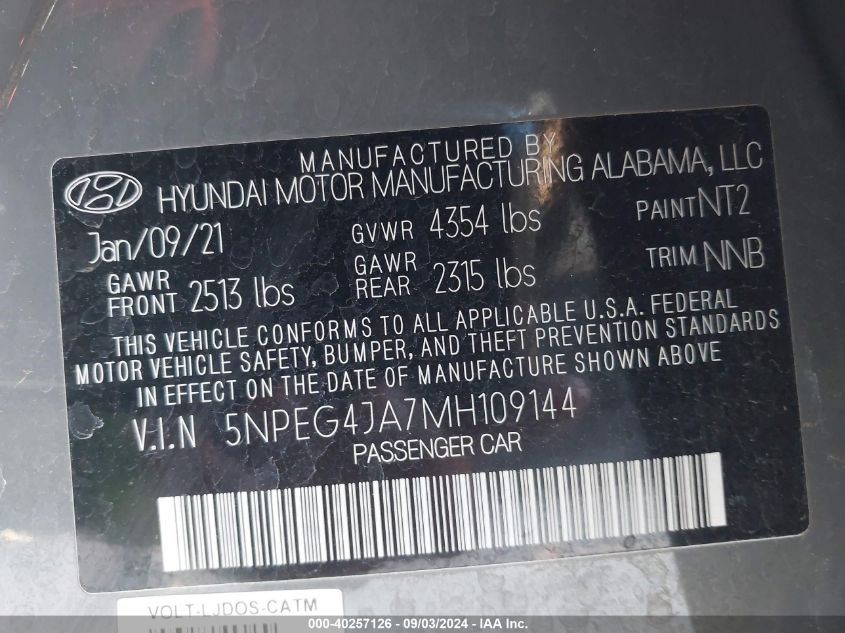 MANUFACTURED BY
HYUNDAI MOTOR MANUFACTURING ALABAMA, LLC
Jan/09/21 GVWR 4354 lbs PAINT NT2
GAWR FRONT 2513 lbs GAWR REAR 2315 lbs TRIM NNB
THIS VEHICLE CONFORMS TO ALL APPLICABLE U.S.A. FEDERAL
MOTOR VEHICLE SAFETY, BUMPER, AND THEFT PREVENTION STANDARDS
IN EFFECT ON THE DATE OF MANUFACTURE SHOWN ABOVE
V.I.N 5NPEG4JA7MH109144
PASSENGER CAR
VOLT-LJDOS-CATM
000-40257126 - 09/03/2024 - IAA Inc.